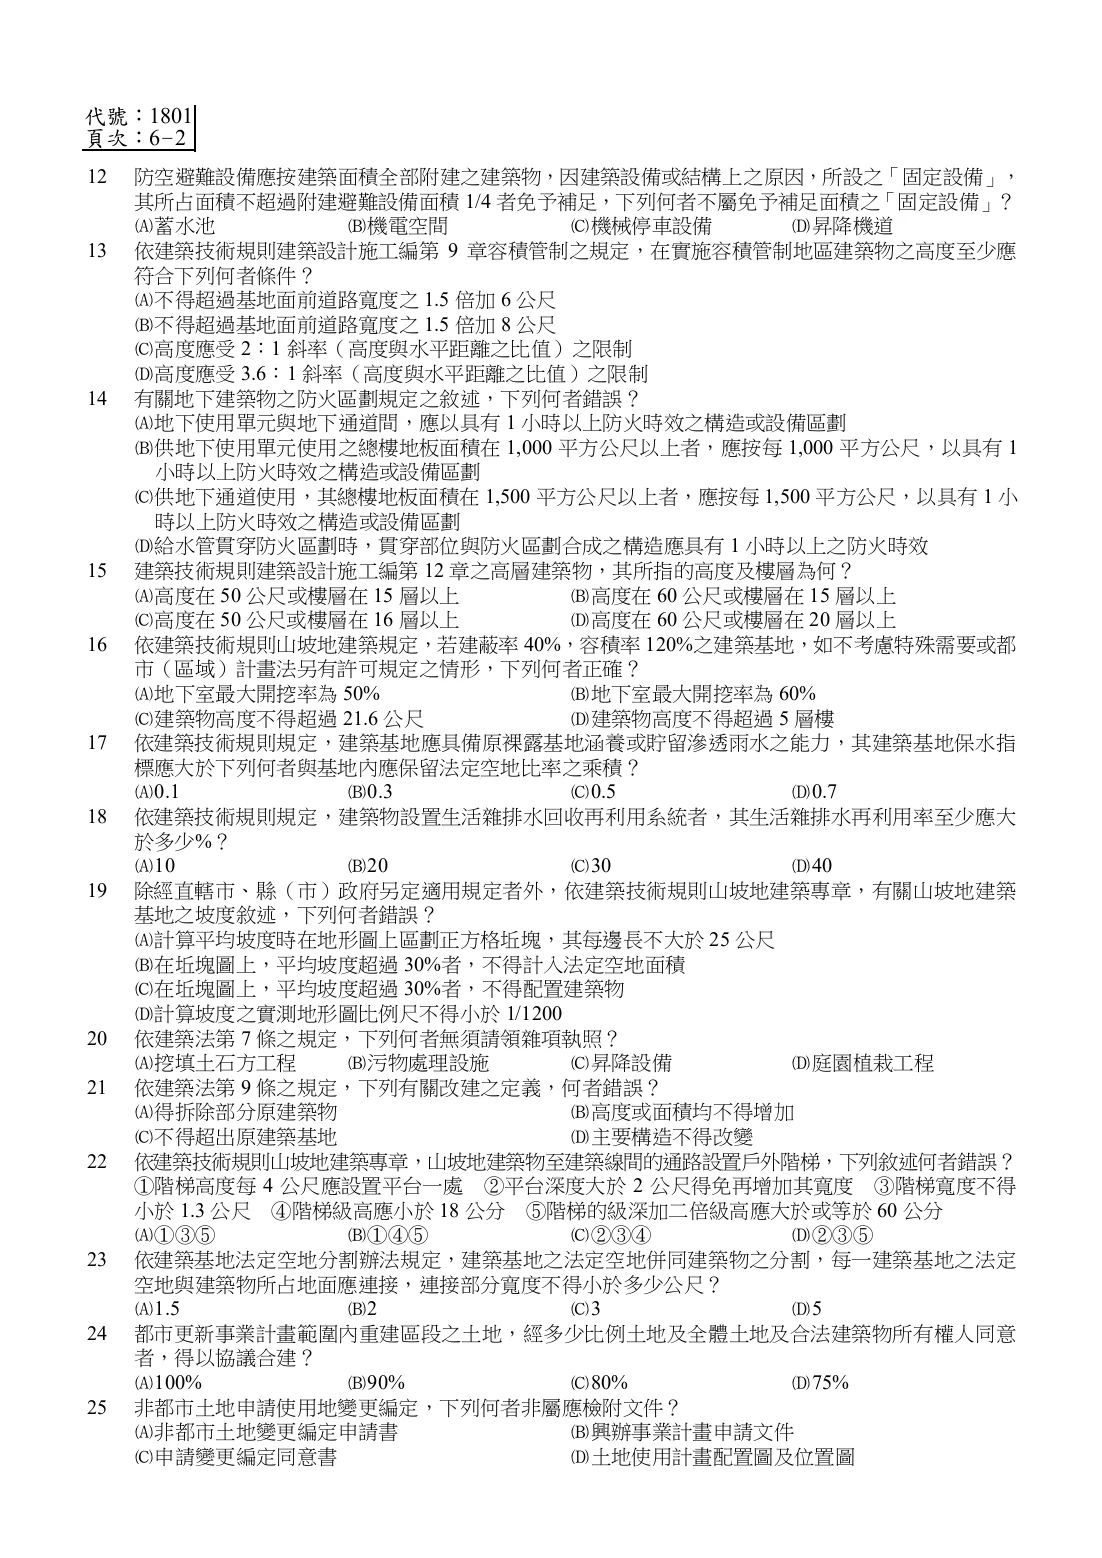 代號：1801
頁次：6－2
12 防空避難設備應按建築面積全部附建之建築物，因建築設備或結構上之原因，所設之「固定設備」，
其所占面積不超過附建避難設備面積 1/4 者免予補足，下列何者不屬免予補足面積之「固定設備」？
(A)蓄水池 (B)機電空間 (C)機械停車設備 (D)昇降機道
13 依建築技術規則建築設計施工編第 9 章容積管制之規定，在實施容積管制地區建築物之高度至少應
符合下列何者條件？
(A)不得超過基地面前道路寬度之 1.5 倍加 6 公尺
(B)不得超過基地面前道路寬度之 1.5 倍加 8 公尺
(C)高度應受 2：1 斜率（高度與水平距離之比值）之限制
(D)高度應受 3.6：1 斜率（高度與水平距離之比值）之限制
14 有關地下建築物之防火區劃規定之敘述，下列何者錯誤？
(A)地下使用單元與地下通道間，應以具有 1 小時以上防火時效之構造或設備區劃
(B)供地下使用單元使用之總樓地板面積在 1,000 平方公尺以上者，應按每 1,000 平方公尺，以具有 1
小時以上防火時效之構造或設備區劃
(C)供地下通道使用，其總樓地板面積在 1,500 平方公尺以上者，應按每 1,500 平方公尺，以具有 1 小
時以上防火時效之構造或設備區劃
(D)給水管貫穿防火區劃時，貫穿部位與防火區劃合成之構造應具有 1 小時以上之防火時效
15 建築技術規則建築設計施工編第 12 章之高層建築物，其所指的高度及樓層為何？
(A)高度在 50 公尺或樓層在 15 層以上 (B)高度在 60 公尺或樓層在 15 層以上
(C)高度在 50 公尺或樓層在 16 層以上 (D)高度在 60 公尺或樓層在 20 層以上
16 依建築技術規則山坡地建築規定，若建蔽率 40%，容積率 120%之建築基地，如不考慮特殊需要或都
市（區域）計畫法另有許可規定之情形，下列何者正確？
(A)地下室最大開挖率為 50% (B)地下室最大開挖率為 60%
(C)建築物高度不得超過 21.6 公尺 (D)建築物高度不得超過 5 層樓
17 依建築技術規則規定，建築基地應具備原裸露基地涵養或貯留滲透雨水之能力，其建築基地保水指
標應大於下列何者與基地內應保留法定空地比率之乘積？
(A)0.1 (B)0.3 (C)0.5 (D)0.7
18 依建築技術規則規定，建築物設置生活雜排水回收再利用系統者，其生活雜排水再利用率至少應大
於多少%？
(A)10 (B)20 (C)30 (D)40
19 除經直轄市、縣（市）政府另定適用規定者外，依建築技術規則山坡地建築專章，有關山坡地建築
基地之坡度敘述，下列何者錯誤？
(A)計算平均坡度時在地形圖上區劃正方格坵塊，其每邊長不大於 25 公尺
(B)在坵塊圖上，平均坡度超過 30%者，不得計入法定空地面積
(C)在坵塊圖上，平均坡度超過 30%者，不得配置建築物
(D)計算坡度之實測地形圖比例尺不得小於 1/1200
20 依建築法第 7 條之規定，下列何者無須請領雜項執照？
(A)挖填土石方工程 (B)污物處理設施 (C)昇降設備 (D)庭園植栽工程
21 依建築法第 9 條之規定，下列有關改建之定義，何者錯誤？
(A)得拆除部分原建築物 (B)高度或面積均不得增加
(C)不得超出原建築基地 (D)主要構造不得改變
22 依建築技術規則山坡地建築專章，山坡地建築物至建築線間的通路設置戶外階梯，下列敘述何者錯誤？
①階梯高度每 4 公尺應設置平台一處 ②平台深度大於 2 公尺得免再增加其寬度 ③階梯寬度不得
小於 1.3 公尺 ④階梯級高應小於 18 公分 ⑤階梯的級深加二倍級高應大於或等於 60 公分
(A)①③⑤ (B)①④⑤ (C)②③④ (D)②③⑤
23 依建築基地法定空地分割辦法規定，建築基地之法定空地併同建築物之分割，每一建築基地之法定
空地與建築物所占地面應連接，連接部分寬度不得小於多少公尺？
(A)1.5 (B)2 (C)3 (D)5
24 都市更新事業計畫範圍內重建區段之土地，經多少比例土地及全體土地及合法建築物所有權人同意
者，得以協議合建？
(A)100% (B)90% (C)80% (D)75%
25 非都市土地申請使用地變更編定，下列何者非屬應檢附文件？
(A)非都市土地變更編定申請書 (B)興辦事業計畫申請文件
(C)申請變更編定同意書 (D)土地使用計畫配置圖及位置圖